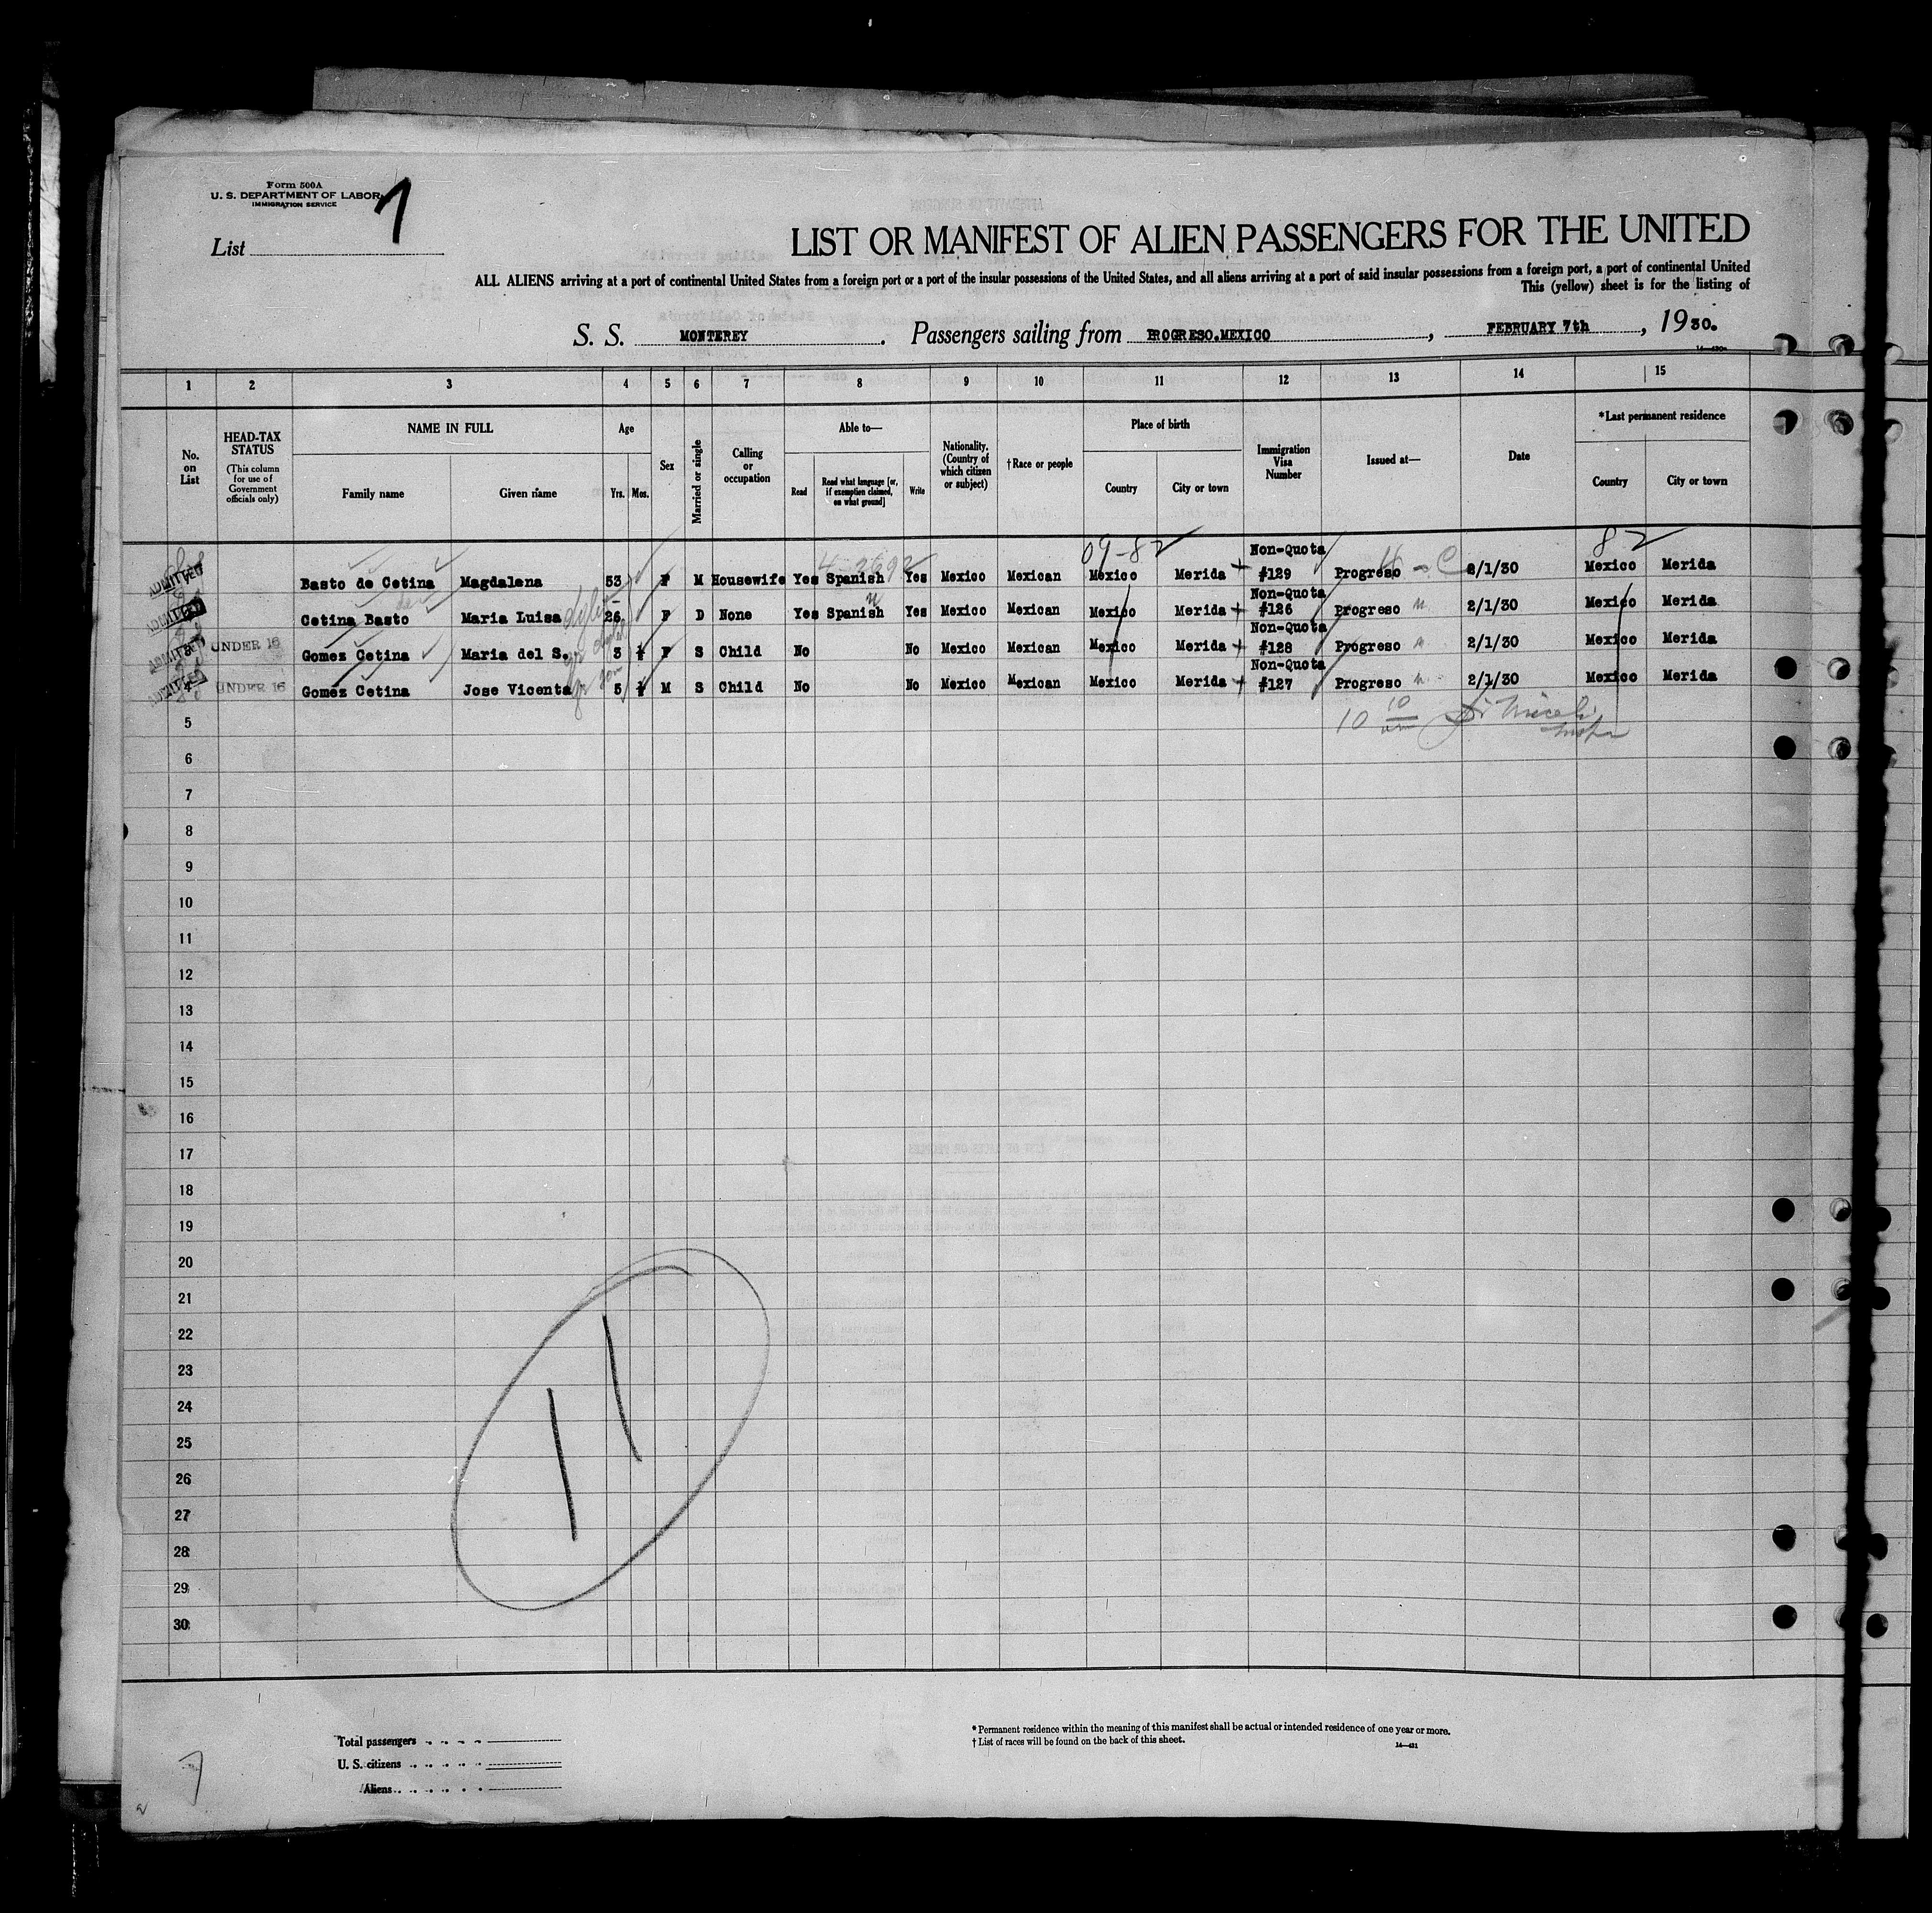 Form 500A
U. S. DEPARTMENT OF LABOR
IMMIGRATION SERVICE
7
List
LIST OR MANIFEST OF ALIEN PASSENGERS FOR THE UNITED
ALL ALIENS arriving at a port of continental United States from a foreign port or a port of the insular possessions of the United States, and all aliens arriving at a port of said insular possessions from a foreign port, a port of continental United
This (yellow) sheet is for the listing of
S. S. MONTEREY. Passengers sailing from PROGRESO.MEXICO, FEBRUARY 7th, 1930.
1 2 3 4 5 6 7 8 9 10 11 12 13 14 15
No. on List
HEAD-TAX STATUS
(This column for use of Government officials only)
NAME IN FULL
Family name Given name
Age
Yrs. Mos.
Sex
Married or single
Calling or occupation
Able to—
Read
Read what language [or, if exemption claimed, on what ground]
Write
Nationality. (Country of which citizen or subject)
†Race or people
Place of birth
Country City or town
Immigration Visa Number
Issued at—
Date
*Last permanent residence
Country City or town
4-2692 09-82 82
ADMITTED Basto de Cetina Magdalena 53 F M Housewife Yes Spanish Yes Mexico Mexican Mexico Merida Non-Quota #129 Progreso 2/1/30 Mexico Merida
ADMITTED Cetina Basto Maria Luisa 26 F D None Yes Spanish Yes Mexico Mexican Mexico Merida Non-Quota #126 Progreso 2/1/30 Mexico Merida
ADMITTED UNDER 16 Gomez Cetina Maria del S. 3 F S Child No No Mexico Mexican Mexico Merida Non-Quota #128 Progreso 2/1/30 Mexico Merida
ADMITTED 4 UNDER 16 Gomez Cetina Jose Vicenta 5 M S Child No No Mexico Mexican Mexico Merida Non-Quota #127 Progreso 2/1/30 Mexico Merida
5 10 10
6
7
8
9
10
11
12
13
14
15
16
17
18
19
20
21
22
23
24
25
26
27
28
29
30
11
Total passengers
U. S. citizens
Aliens
*Permanent residence within the meaning of this manifest shall be actual or intended residence of one year or more.
†List of races will be found on the back of this sheet.
14—421
7